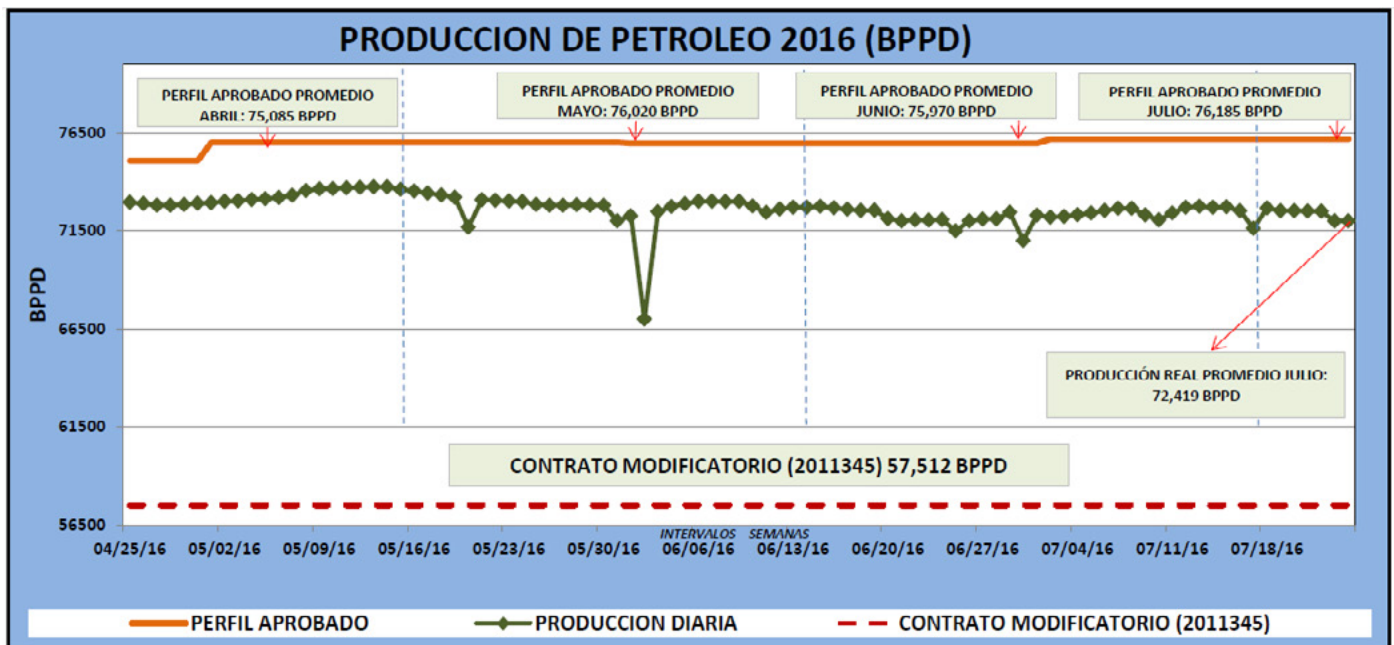 PRODUCCION DE PETROLEO 2016 (BPPD)
PERFIL APROBADO PROMEDIO
ABRIL: 75,085 BPPD
PERFIL APROBADO PROMEDIO
MAYO: 76,020 BPPD
PERFIL APROBADO PROMEDIO
JUNIO: 75,970 BPPD
PERFIL APROBADO PROMEDIO
JULIO: 76,185 BPPD
76500
71500
66500
61500
56500
BPPD
PRODUCCIÓN REAL PROMEDIO JULIO:
72,419 BPPD
CONTRATO MODIFICATORIO (2011345) 57,512 BPPD
INTERVALOS SEMANAS
04/25/16 05/02/16 05/09/16 05/16/16 05/23/16 05/30/16 06/06/16 06/13/16 06/20/16 06/27/16 07/04/16 07/11/16 07/18/16
PERFIL APROBADO PRODUCCION DIARIA CONTRATO MODIFICATORIO (2011345)